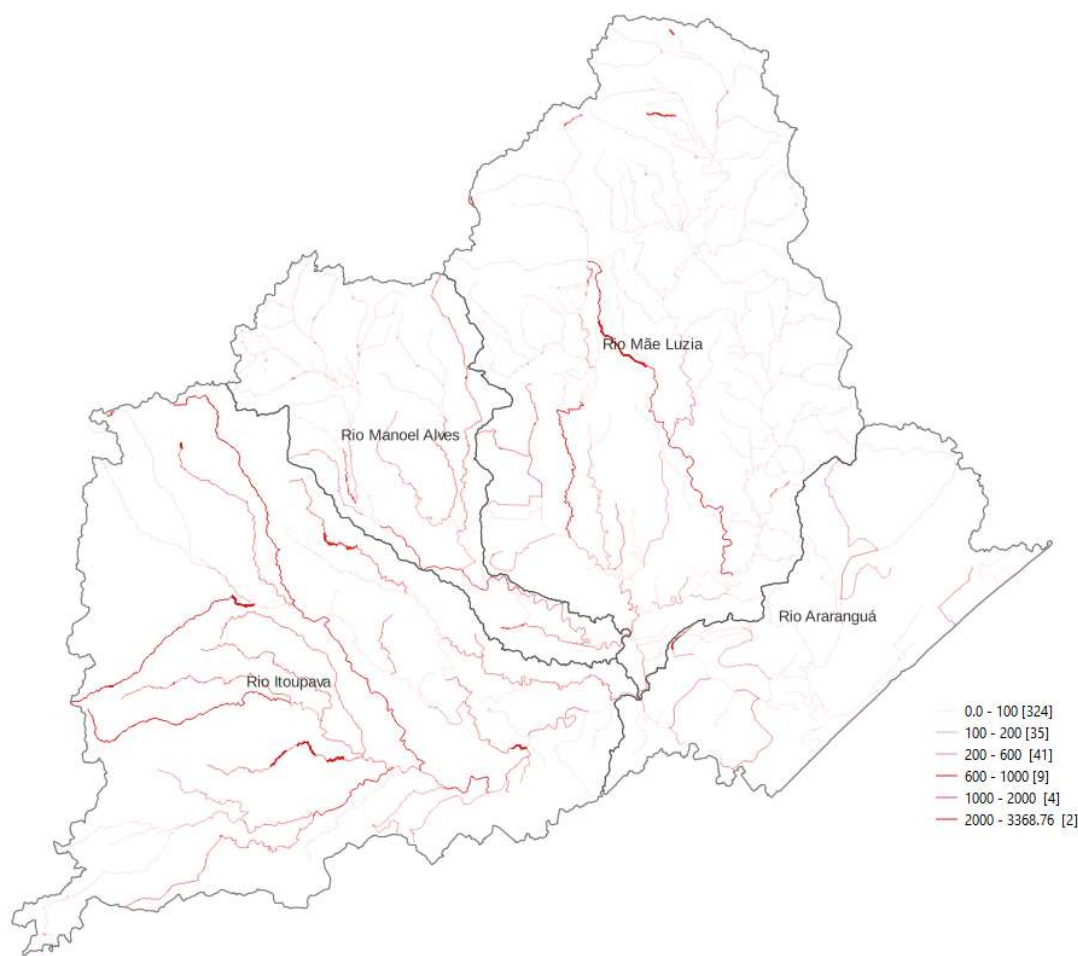 Rio Mãe Luzia
Rio Manoel Alves
Rio Araranguá
Rio Itoupava
0.0 - 100 [324]
100 - 200 [35]
200 - 600 [41]
600 - 1000 [9]
1000 - 2000 [4]
2000 - 3368.76 [2]